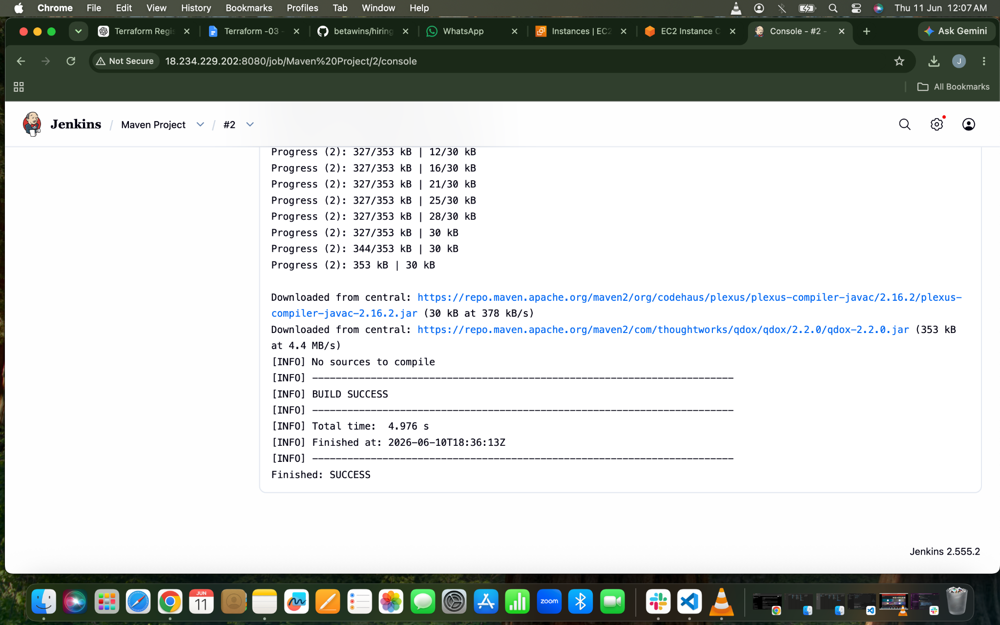 Chrome File Edit View History Bookmarks Profiles Tab Window Help Thu 11 Jun 12:07 AM
Terraform Regis Terraform -03 - betawins/hiring WhatsApp Instances | EC2 EC2 Instance C Console - #2 - Ask Gemini
Not Secure 18.234.229.202:8080/job/Maven%20Project/2/console J
All Bookmarks
Jenkins / Maven Project / #2
Progress (2): 327/353 kB | 12/30 kB
Progress (2): 327/353 kB | 16/30 kB
Progress (2): 327/353 kB | 21/30 kB
Progress (2): 327/353 kB | 25/30 kB
Progress (2): 327/353 kB | 28/30 kB
Progress (2): 327/353 kB | 30 kB
Progress (2): 344/353 kB | 30 kB
Progress (2): 353 kB | 30 kB
Downloaded from central: https://repo.maven.apache.org/maven2/org/codehaus/plexus/plexus-compiler-javac/2.16.2/plexus-
compiler-javac-2.16.2.jar (30 kB at 378 kB/s)
Downloaded from central: https://repo.maven.apache.org/maven2/com/thoughtworks/qdox/qdox/2.2.0/qdox-2.2.0.jar (353 kB
at 4.4 MB/s)
[INFO] No sources to compile
[INFO] ------------------------------------------------------------------------
[INFO] BUILD SUCCESS
[INFO] ------------------------------------------------------------------------
[INFO] Total time:  4.976 s
[INFO] Finished at: 2026-06-10T18:36:13Z
[INFO] ------------------------------------------------------------------------
Finished: SUCCESS
Jenkins 2.555.2
JUN
11
zoom